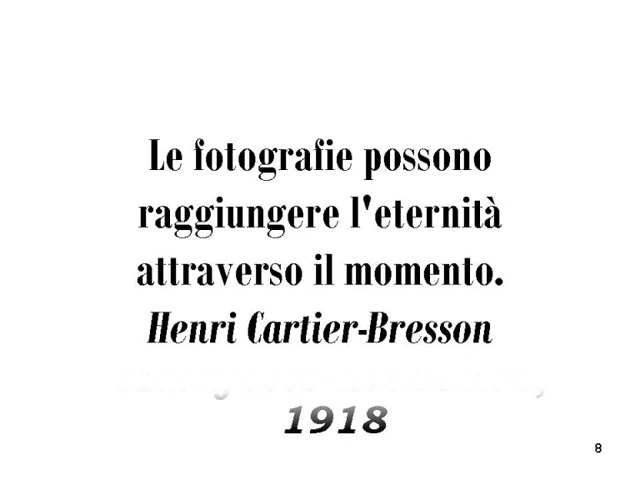 Le fotografie possono
raggiungere l'eternità
attraverso il momento.
Henri Cartier-Bresson
1918
8